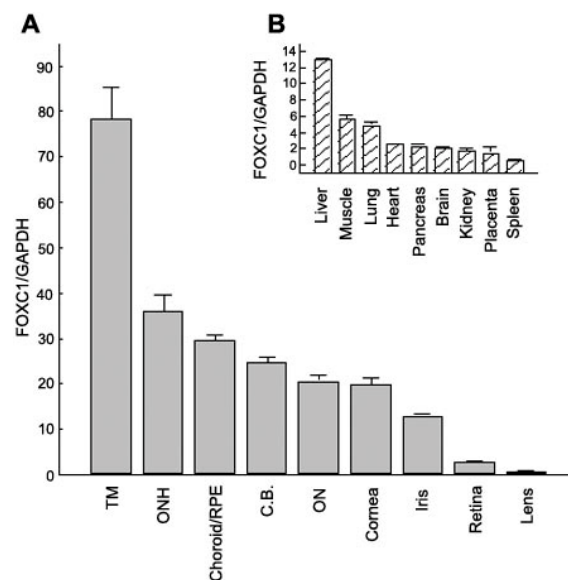 A
FOXC1/GAPDH
90
80
70
60
50
40
30
20
10
0
TM
ONH
Choroid/RPE
C.B.
ON
Cornea
Iris
Retina
Lens
B
FOXC1/GAPDH
14
12
10
8
6
4
2
0
Liver
Muscle
Lung
Heart
Pancreas
Brain
Kidney
Placenta
Spleen